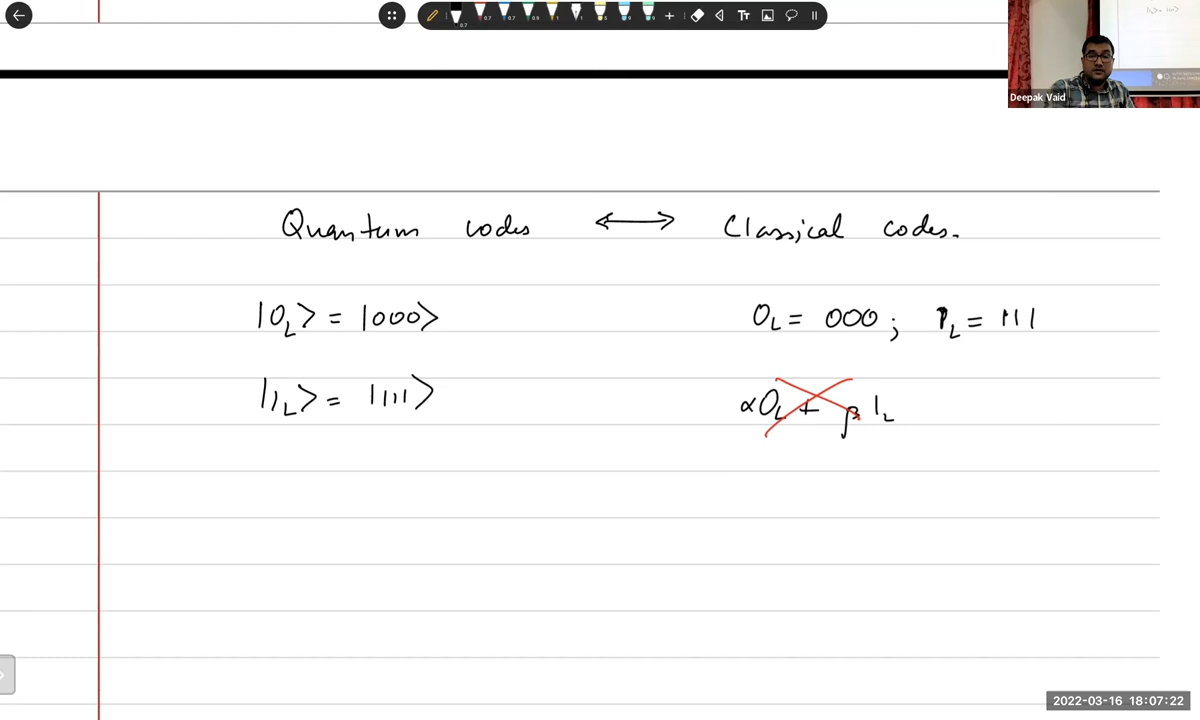 Deepak Vaid
Quantum codes ⟷ Classical codes.
|0_L⟩ = |000⟩ 0_L = 000 ; 1_L = 111
|1_L⟩ = |111⟩ α0_L + β 1_L
2022-03-16 18:07:22